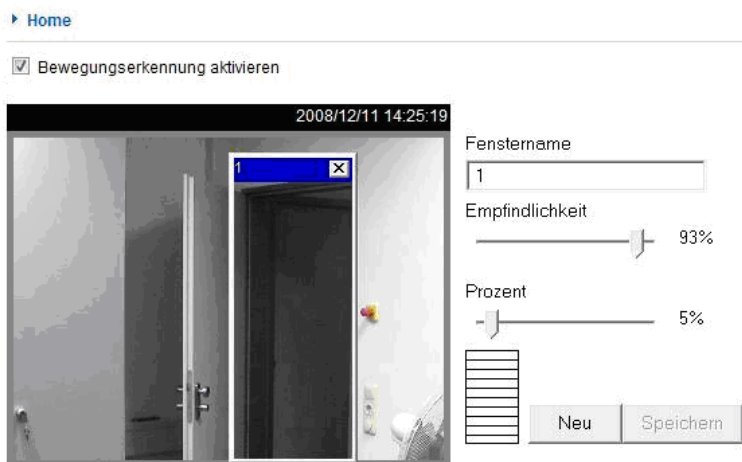 Home
Bewegungserkennung aktivieren
2008/12/11 14:25:19
1
Fenstername
1
Empfindlichkeit
93%
Prozent
5%
Neu
Speichern